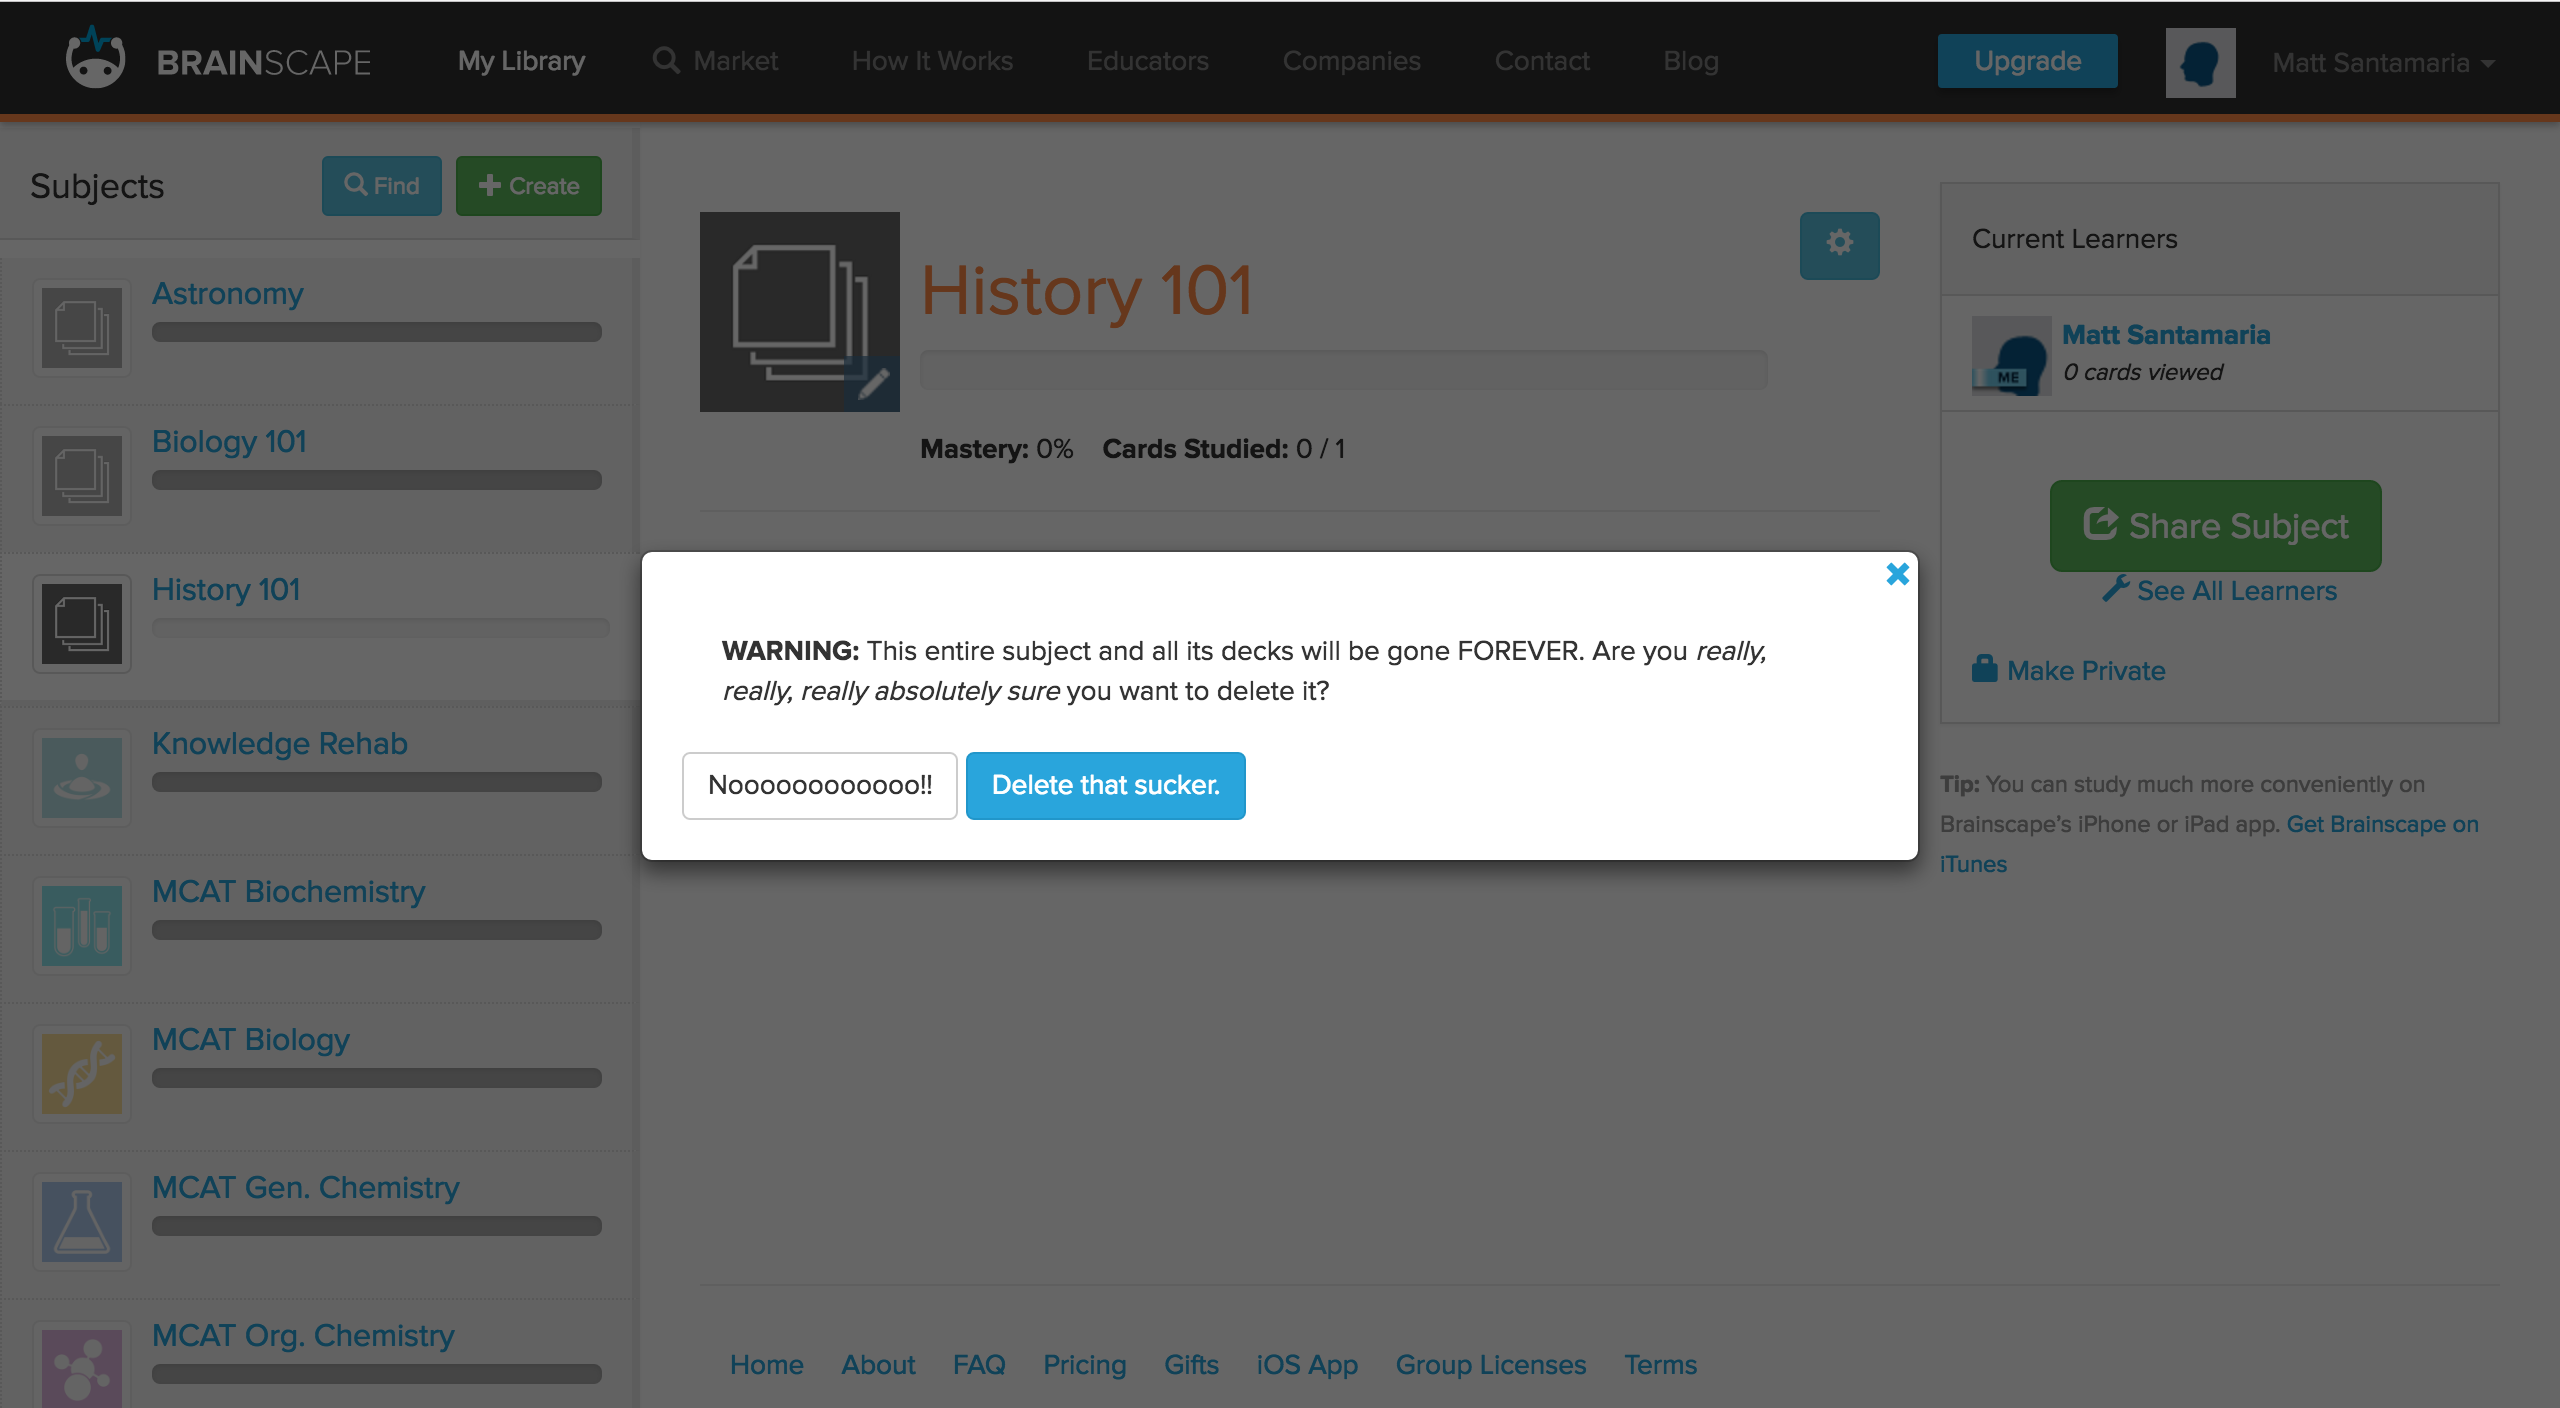 BRAINSCAPE My Library Market How It Works Educators Companies Contact Blog Upgrade Matt Santamaria
Subjects Find Create
Astronomy
Biology 101
History 101
Knowledge Rehab
MCAT Biochemistry
MCAT Biology
MCAT Gen. Chemistry
MCAT Org. Chemistry
History 101
Mastery: 0% Cards Studied: 0 / 1
WARNING: This entire subject and all its decks will be gone FOREVER. Are you really,
really, really absolutely sure you want to delete it?
Noooooooooooo!! Delete that sucker.
Current Learners
Matt Santamaria
0 cards viewed
ME
Share Subject
See All Learners
Make Private
Tip: You can study much more conveniently on
Brainscape's iPhone or iPad app. Get Brainscape on
iTunes
Home About FAQ Pricing Gifts iOS App Group Licenses Terms